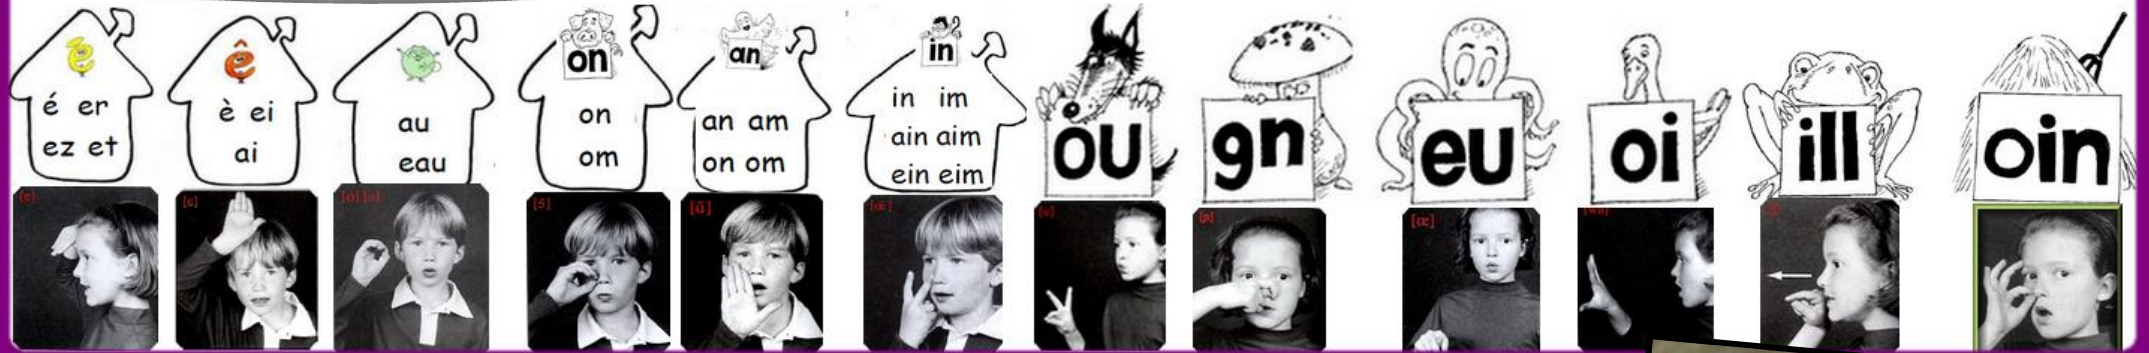 é er
ez et
ê
è ei
ai
au
eau
on
on
om
an
an am
on om
in
in im
ain aim
ein eim
ou
gn
eu
oi
ill
oin
[e]
[ɛ]
[o] [ɔ]
[ɔ̃]
[ɑ̃]
[u]
[ɲ]
[œ]
[wa]